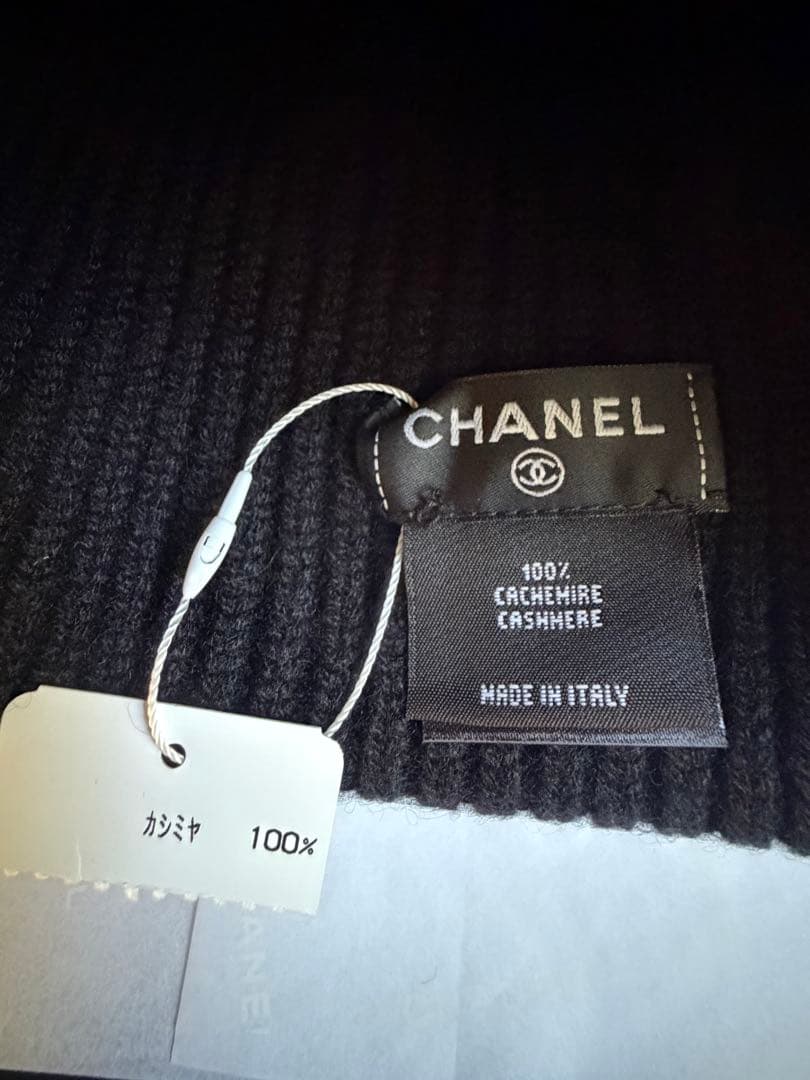 CHANEL
100%
CACHEMIRE
CASHMERE
MADE IN ITALY
カシミヤ 100%